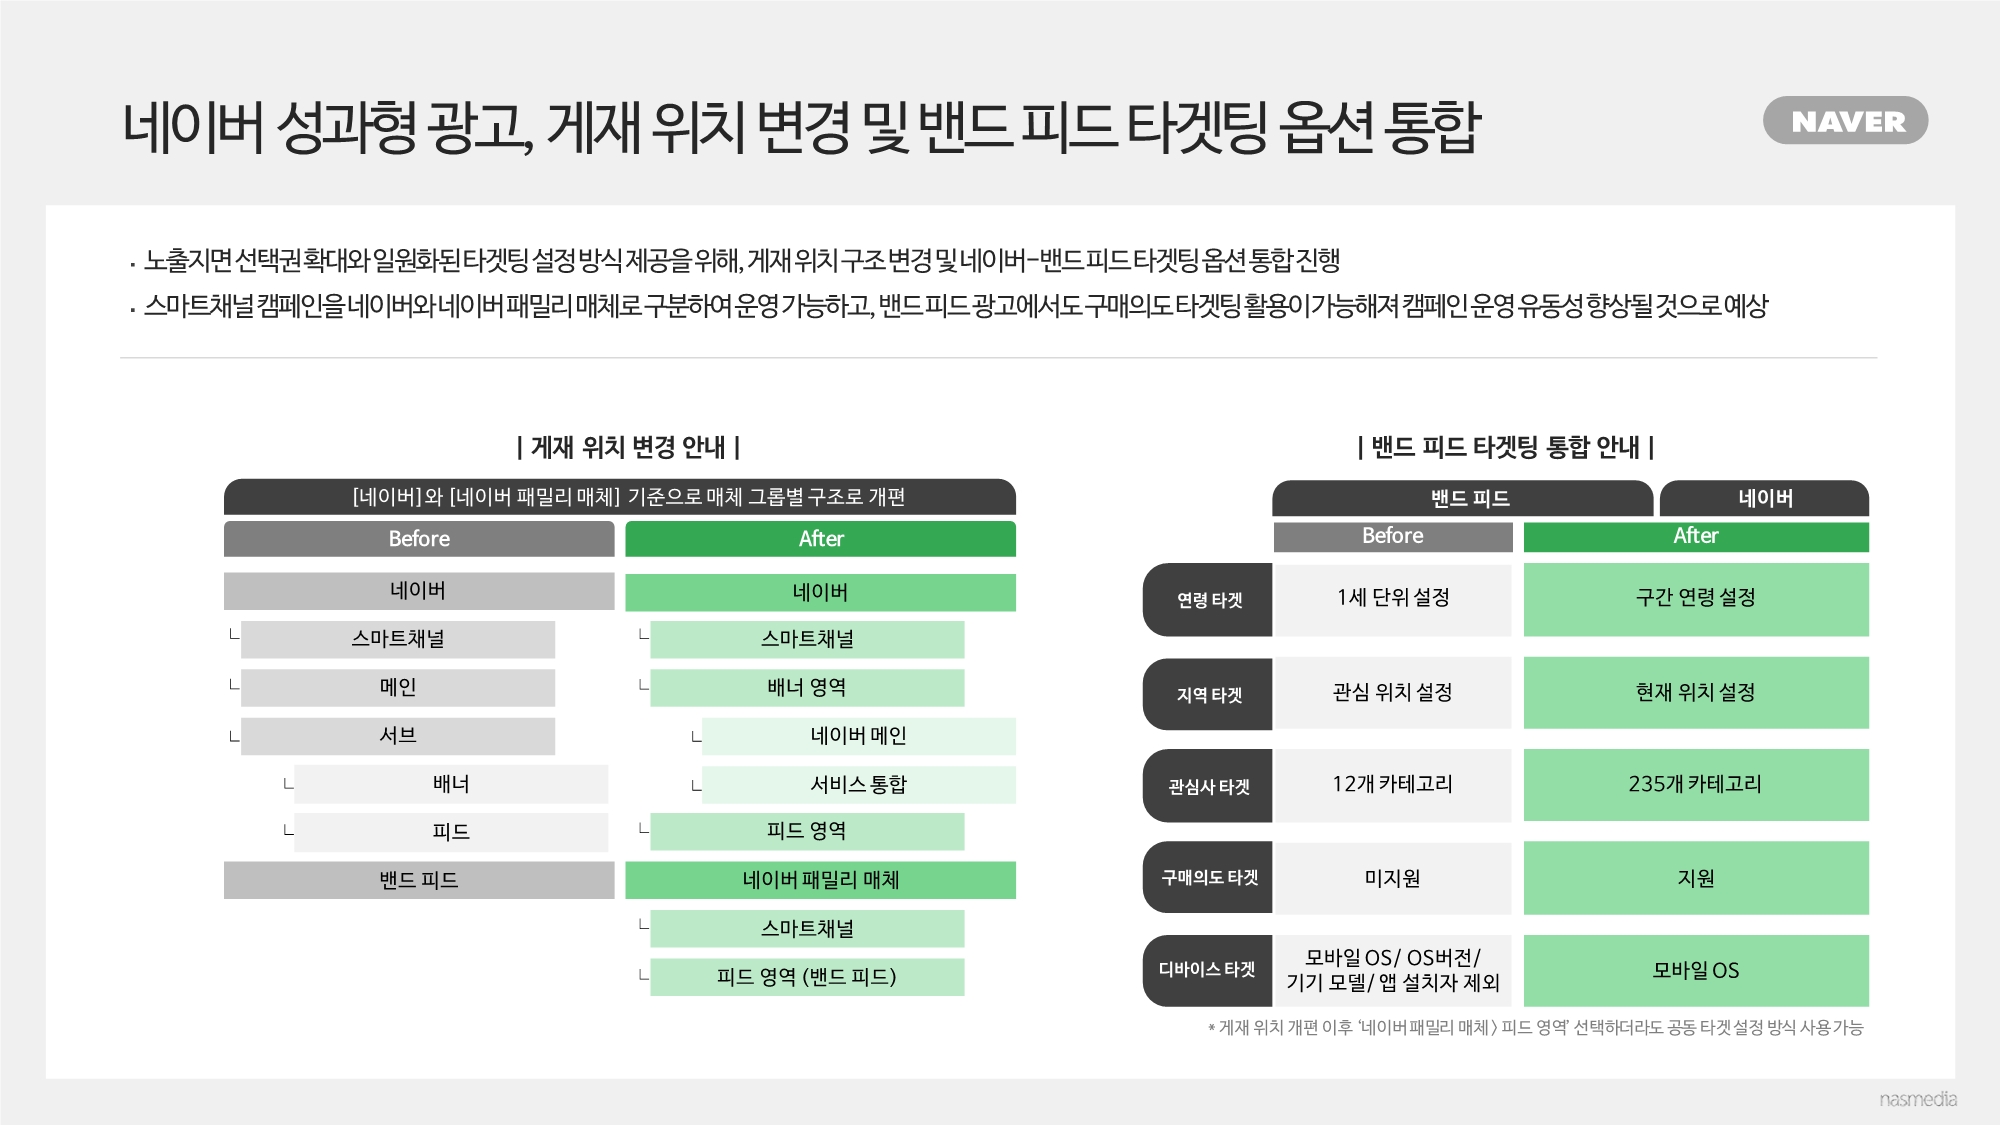 네이버 성과형 광고, 게재 위치 변경 및 밴드 피드 타겟팅 옵션 통합
NAVER
· 노출지면 선택권 확대와 일원화된 타겟팅 설정 방식 제공을 위해, 게재 위치 구조 변경 및 네이버-밴드 피드 타겟팅 옵션 통합 진행
· 스마트채널 캠페인을 네이버와 네이버 패밀리 매체로 구분하여 운영 가능하고, 밴드 피드 광고에서도 구매의도 타겟팅 활용이 가능해져 캠페인 운영 유동성 향상될 것으로 예상
| 게재 위치 변경 안내 |
[네이버]와 [네이버 패밀리 매체] 기준으로 매체 그룹별 구조로 개편
Before
After
네이버
네이버
스마트채널
스마트채널
메인
배너 영역
서브
네이버 메인
배너
서비스 통합
피드
피드 영역
밴드 피드
네이버 패밀리 매체
스마트채널
피드 영역 (밴드 피드)
| 밴드 피드 타겟팅 통합 안내 |
밴드 피드
네이버
Before
After
연령 타겟
1세 단위 설정
구간 연령 설정
지역 타겟
관심 위치 설정
현재 위치 설정
관심사 타겟
12개 카테고리
235개 카테고리
구매의도 타겟
미지원
지원
디바이스 타겟
모바일 OS/ OS버전/
기기 모델/ 앱 설치자 제외
모바일 OS
* 게재 위치 개편 이후 ‘네이버 패밀리 매체 > 피드 영역’ 선택하더라도 공동 타겟 설정 방식 사용 가능
nasmedia